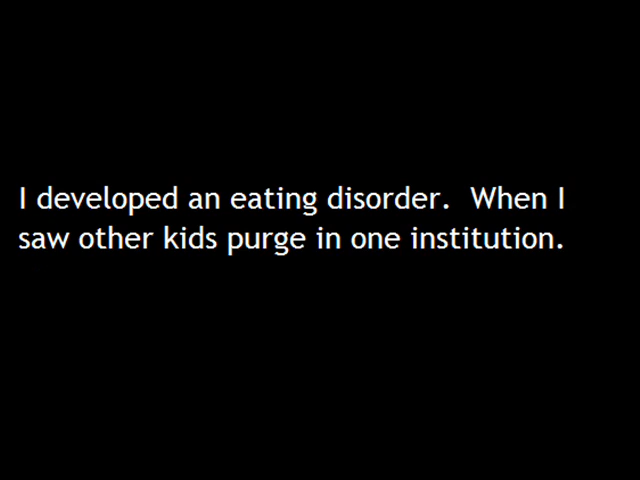 I developed an eating disorder.  When I
saw other kids purge in one institution.